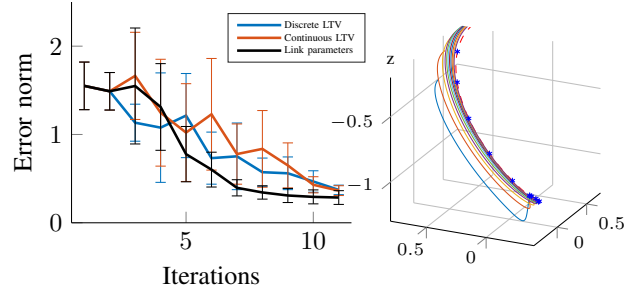 Discrete LTV
Continuous LTV
Link parameters
Error norm
2
1
0
5
10
Iterations
z
−0.5
−1
0.5
0
0
0.5